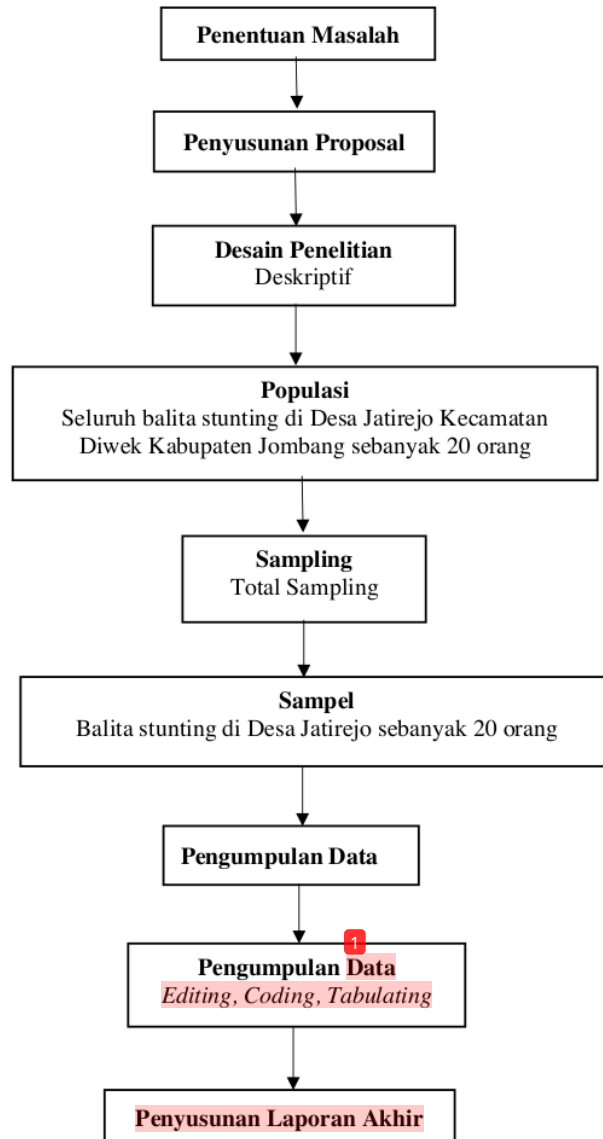 Penentuan Masalah
Penyusunan Proposal
Desain Penelitian
Deskriptif
Populasi
Seluruh balita stunting di Desa Jatirejo Kecamatan
Diwek Kabupaten Jombang sebanyak 20 orang
Sampling
Total Sampling
Sampel
Balita stunting di Desa Jatirejo sebanyak 20 orang
Pengumpulan Data
1
Pengumpulan Data
Editing, Coding, Tabulating
Penyusunan Laporan Akhir